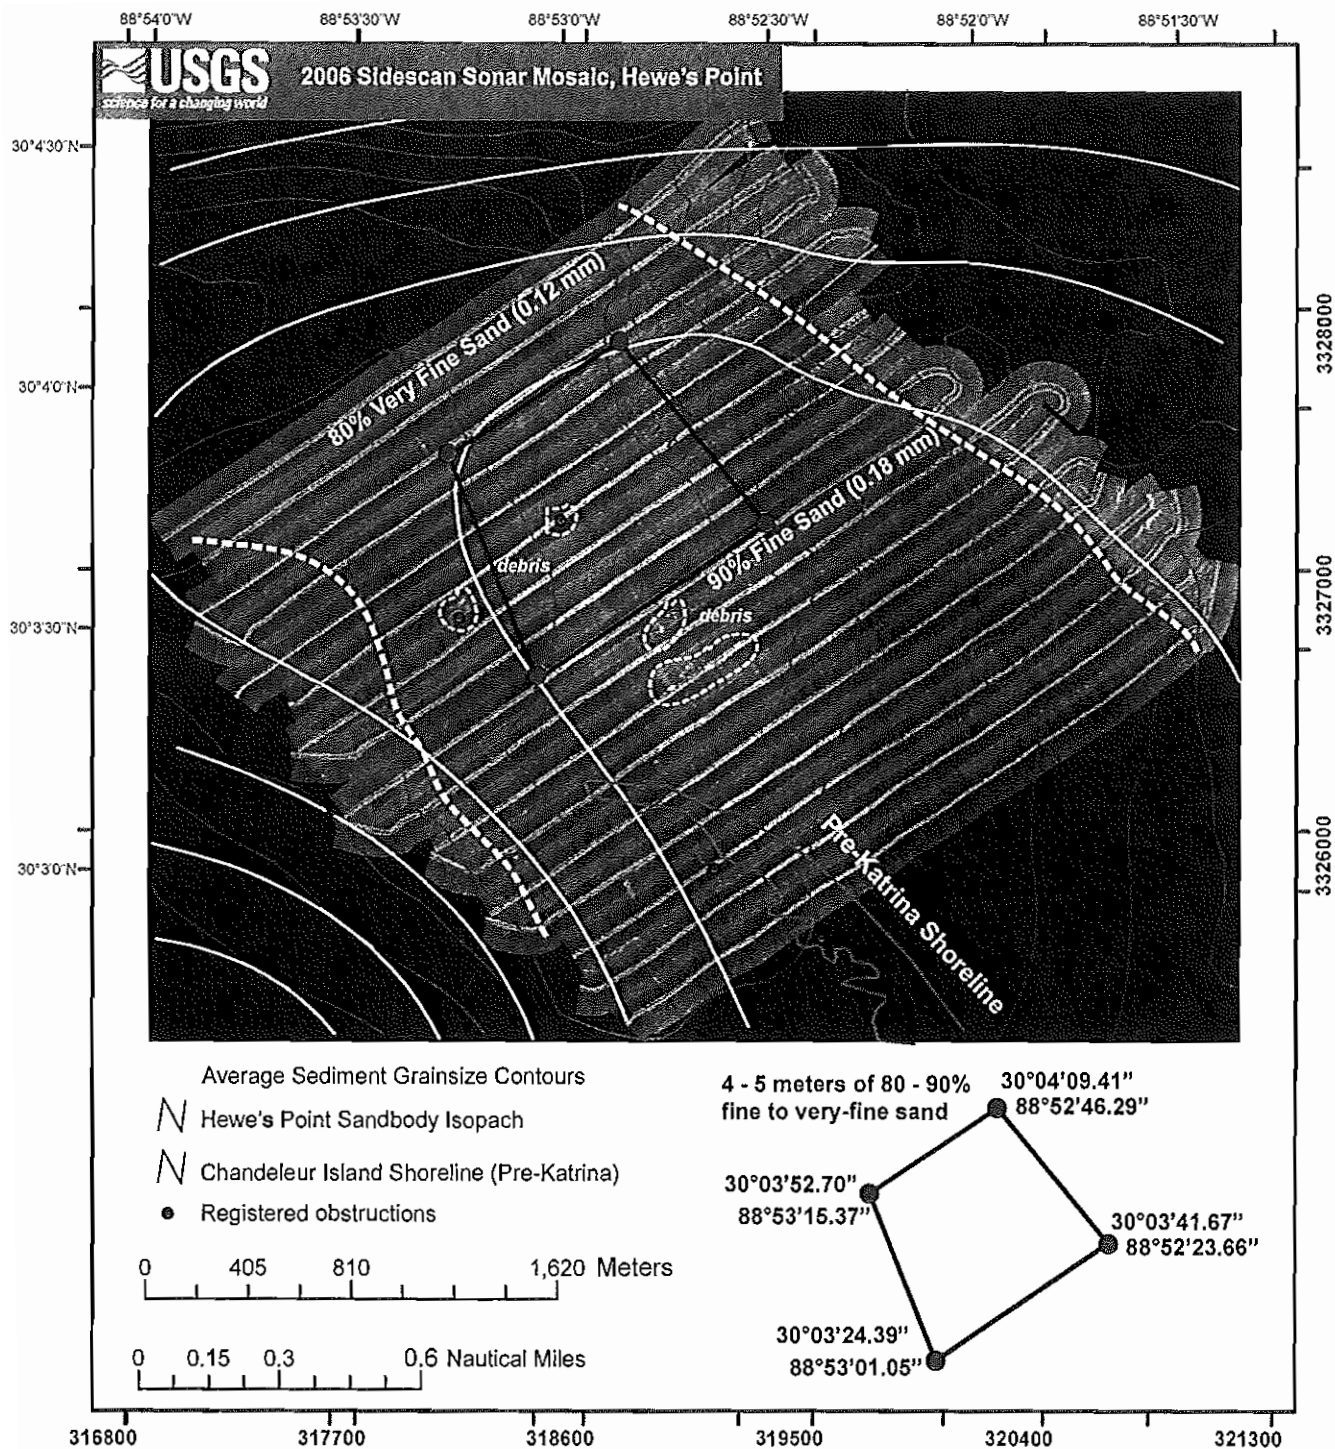 88°54'0"W 88°53'30"W 88°53'0"W 88°52'30"W 88°52'0"W 88°51'30"W
USGS
science for a changing world
2006 Sidescan Sonar Mosaic, Hewe's Point
30°4'30"N
80% Very Fine Sand (0.12 mm)
3328000
30°4'0"N
90% Fine Sand (0.18 mm)
debris
3327000
debris
30°3'30"N
Pre-Katrina Shoreline
3326000
30°3'0"N
Average Sediment Grainsize Contours
Hewe's Point Sandbody Isopach
Chandeleur Island Shoreline (Pre-Katrina)
Registered obstructions
0 405 810 1,620 Meters
0 0.15 0.3 0.6 Nautical Miles
4 - 5 meters of 80 - 90%
fine to very-fine sand
30°04'09.41"
88°52'46.29"
30°03'52.70"
88°53'15.37"
30°03'41.67"
88°52'23.66"
30°03'24.39"
88°53'01.05"
316800 317700 318600 319500 320400 321300